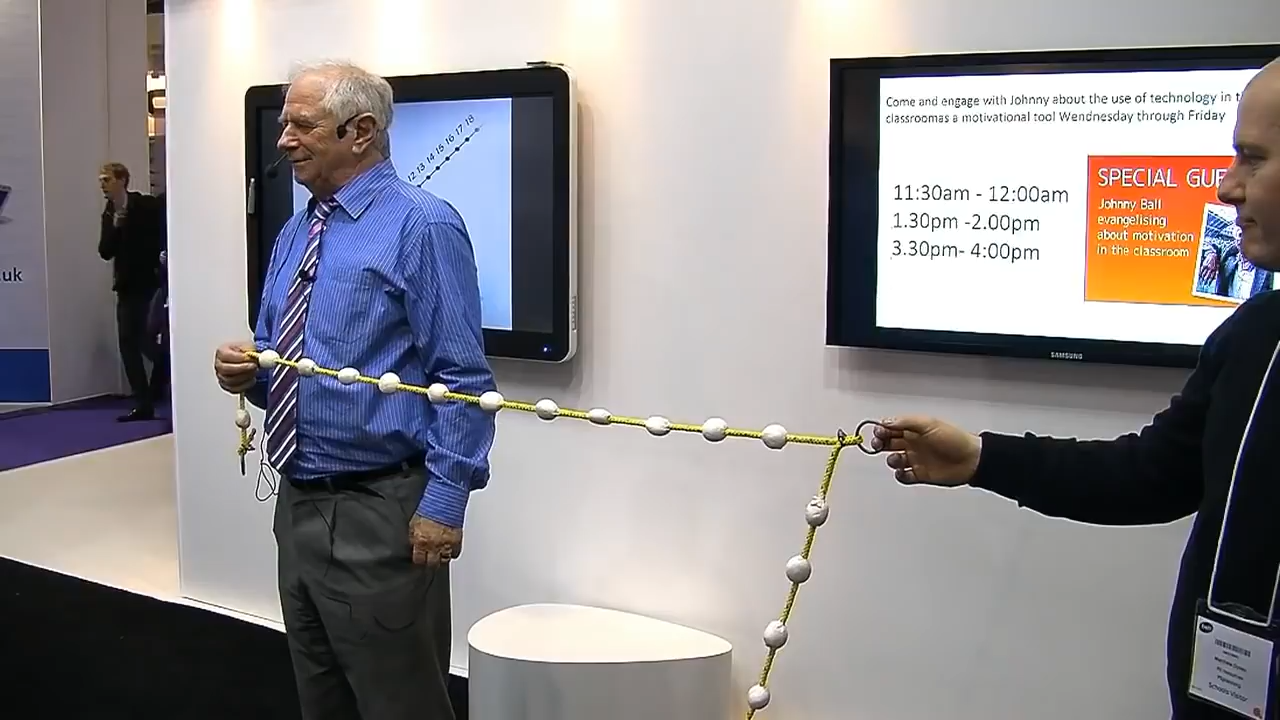 .uk
12 13 14 15 16 17 18
Come and engage with Johnny about the use of technology in
classroomas a motivational tool Wendnesday through Friday
11:30am - 12:00am
1.30pm -2.00pm
3.30pm- 4:00pm
SPECIAL
Johnny Ball
evangelising
about motivation
in the classroom
SAMSUNG
Schools Visitor